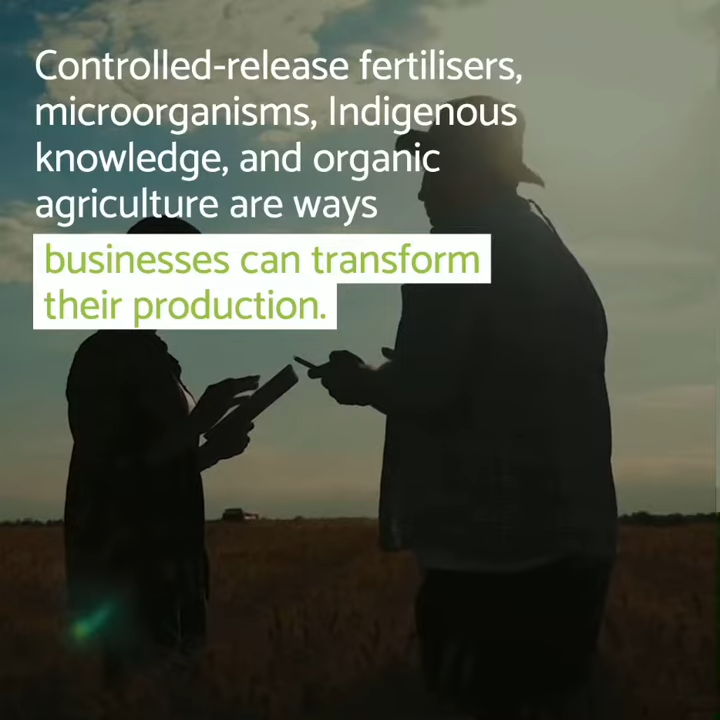 Controlled-release fertilisers,
microorganisms, Indigenous
knowledge, and organic
agriculture are ways
businesses can transform
their production.